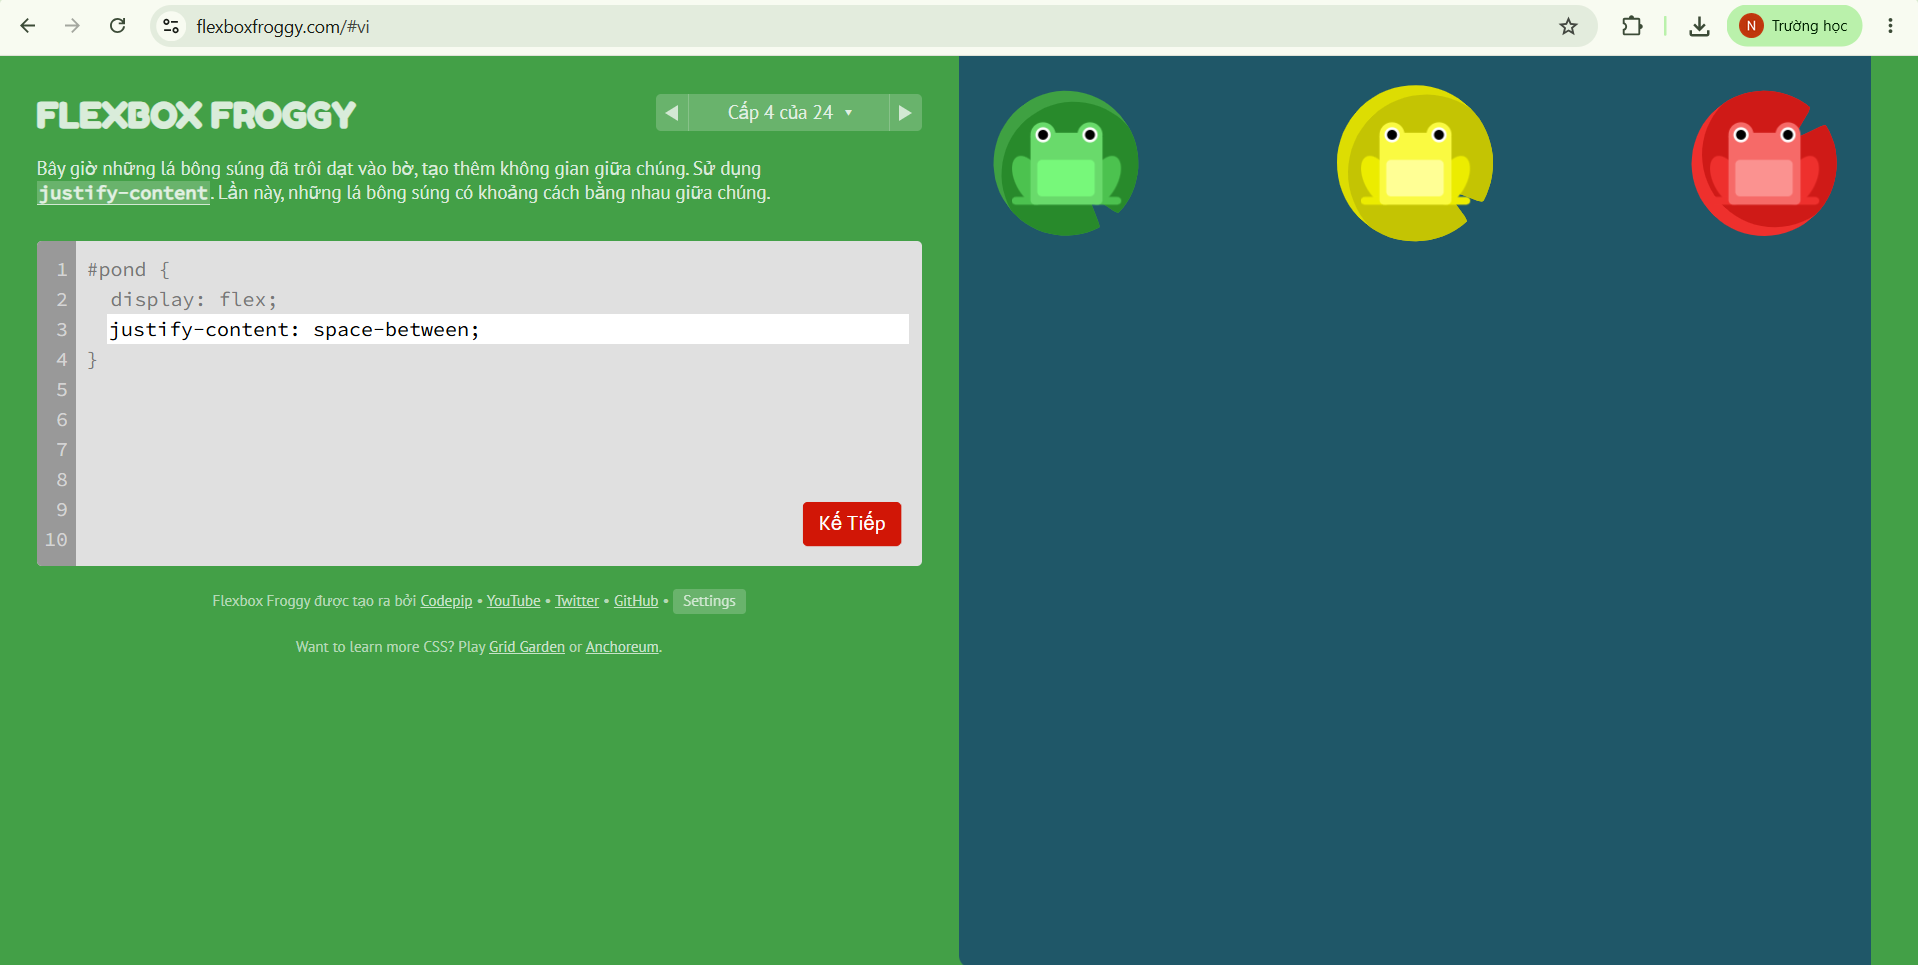 flexboxfroggy.com/#vi
N Trường học
FLEXBOX FROGGY
Cấp 4 của 24
Bây giờ những lá bông súng đã trôi dạt vào bờ, tạo thêm không gian giữa chúng. Sử dụng
justify-content. Lần này, những lá bông súng có khoảng cách bằng nhau giữa chúng.
1 #pond {
2 display: flex;
3 justify-content: space-between;
4 }
5
6
7
8
9
10
Kế Tiếp
Flexbox Froggy được tạo ra bởi Codepip • YouTube • Twitter • GitHub • Settings
Want to learn more CSS? Play Grid Garden or Anchoreum.